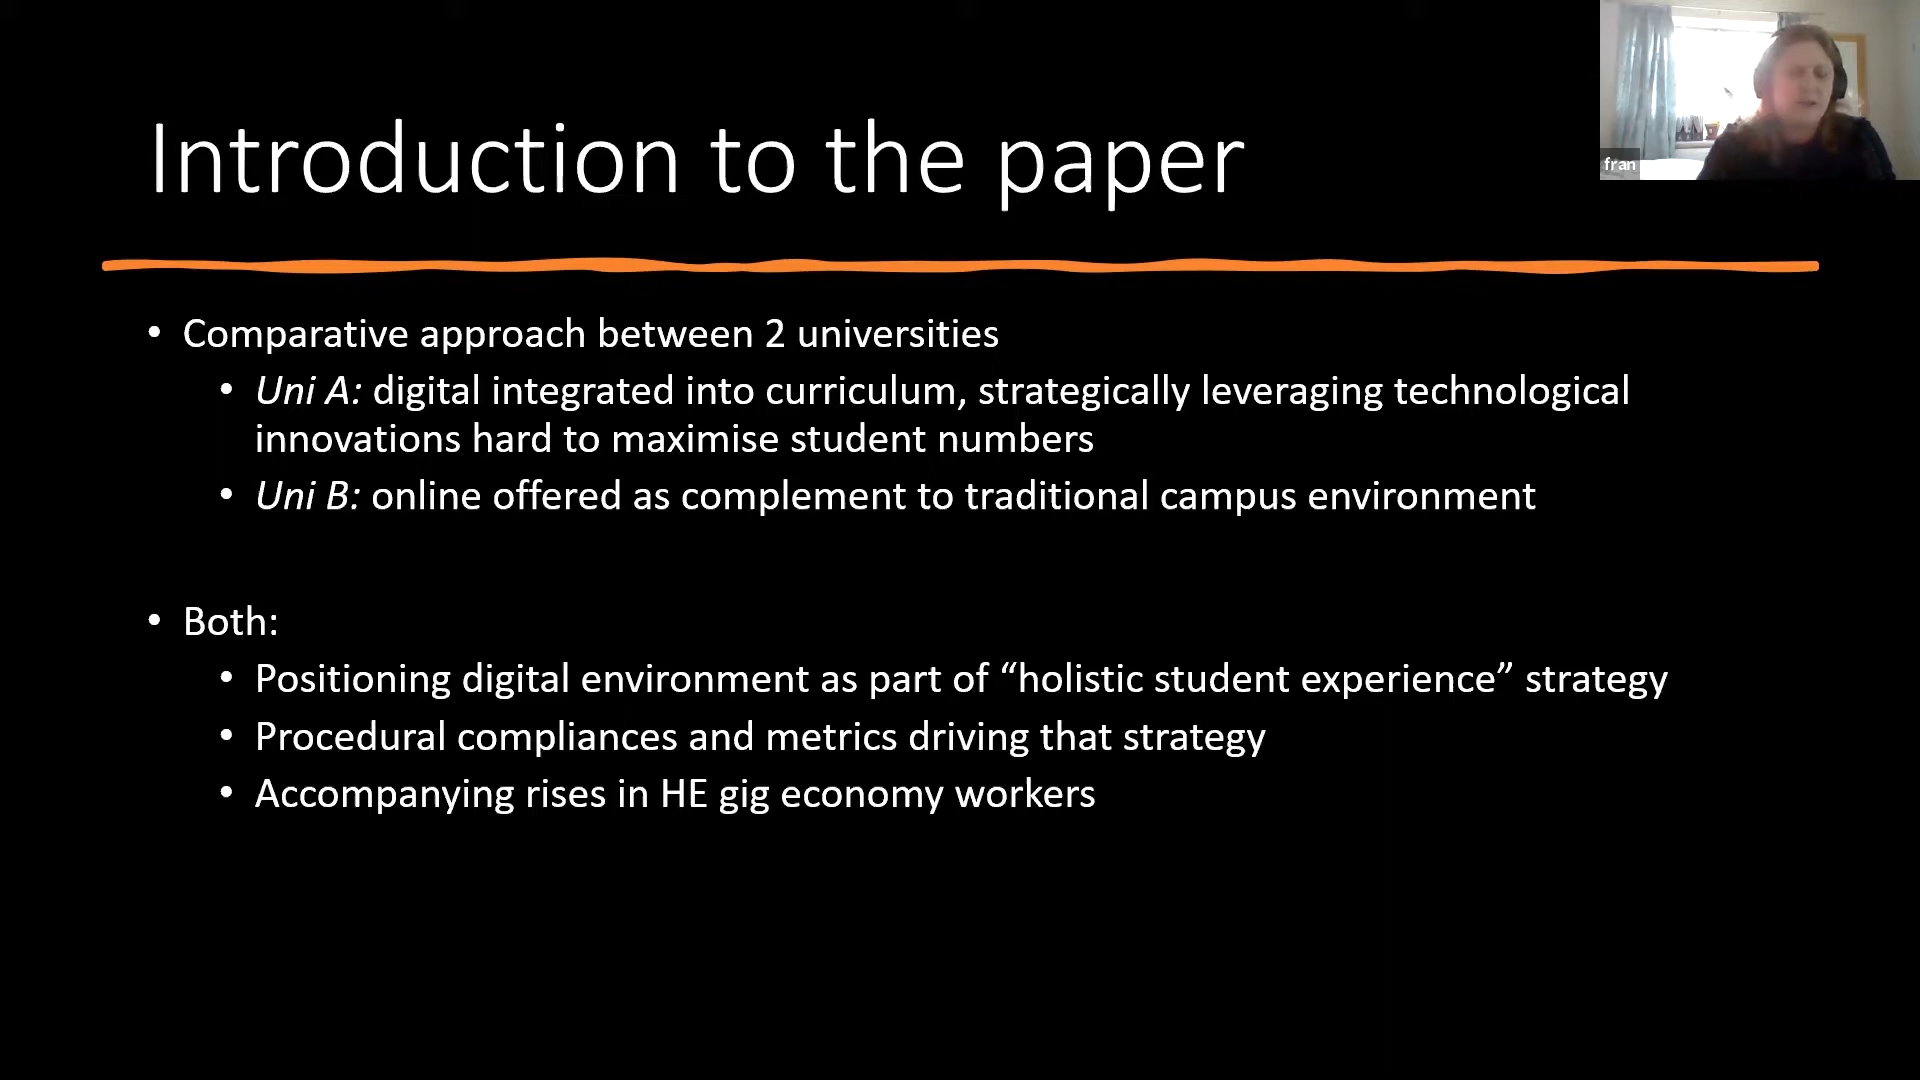 Introduction to the paper
fran
• Comparative approach between 2 universities
• Uni A: digital integrated into curriculum, strategically leveraging technological
innovations hard to maximise student numbers
• Uni B: online offered as complement to traditional campus environment
• Both:
• Positioning digital environment as part of “holistic student experience” strategy
• Procedural compliances and metrics driving that strategy
• Accompanying rises in HE gig economy workers